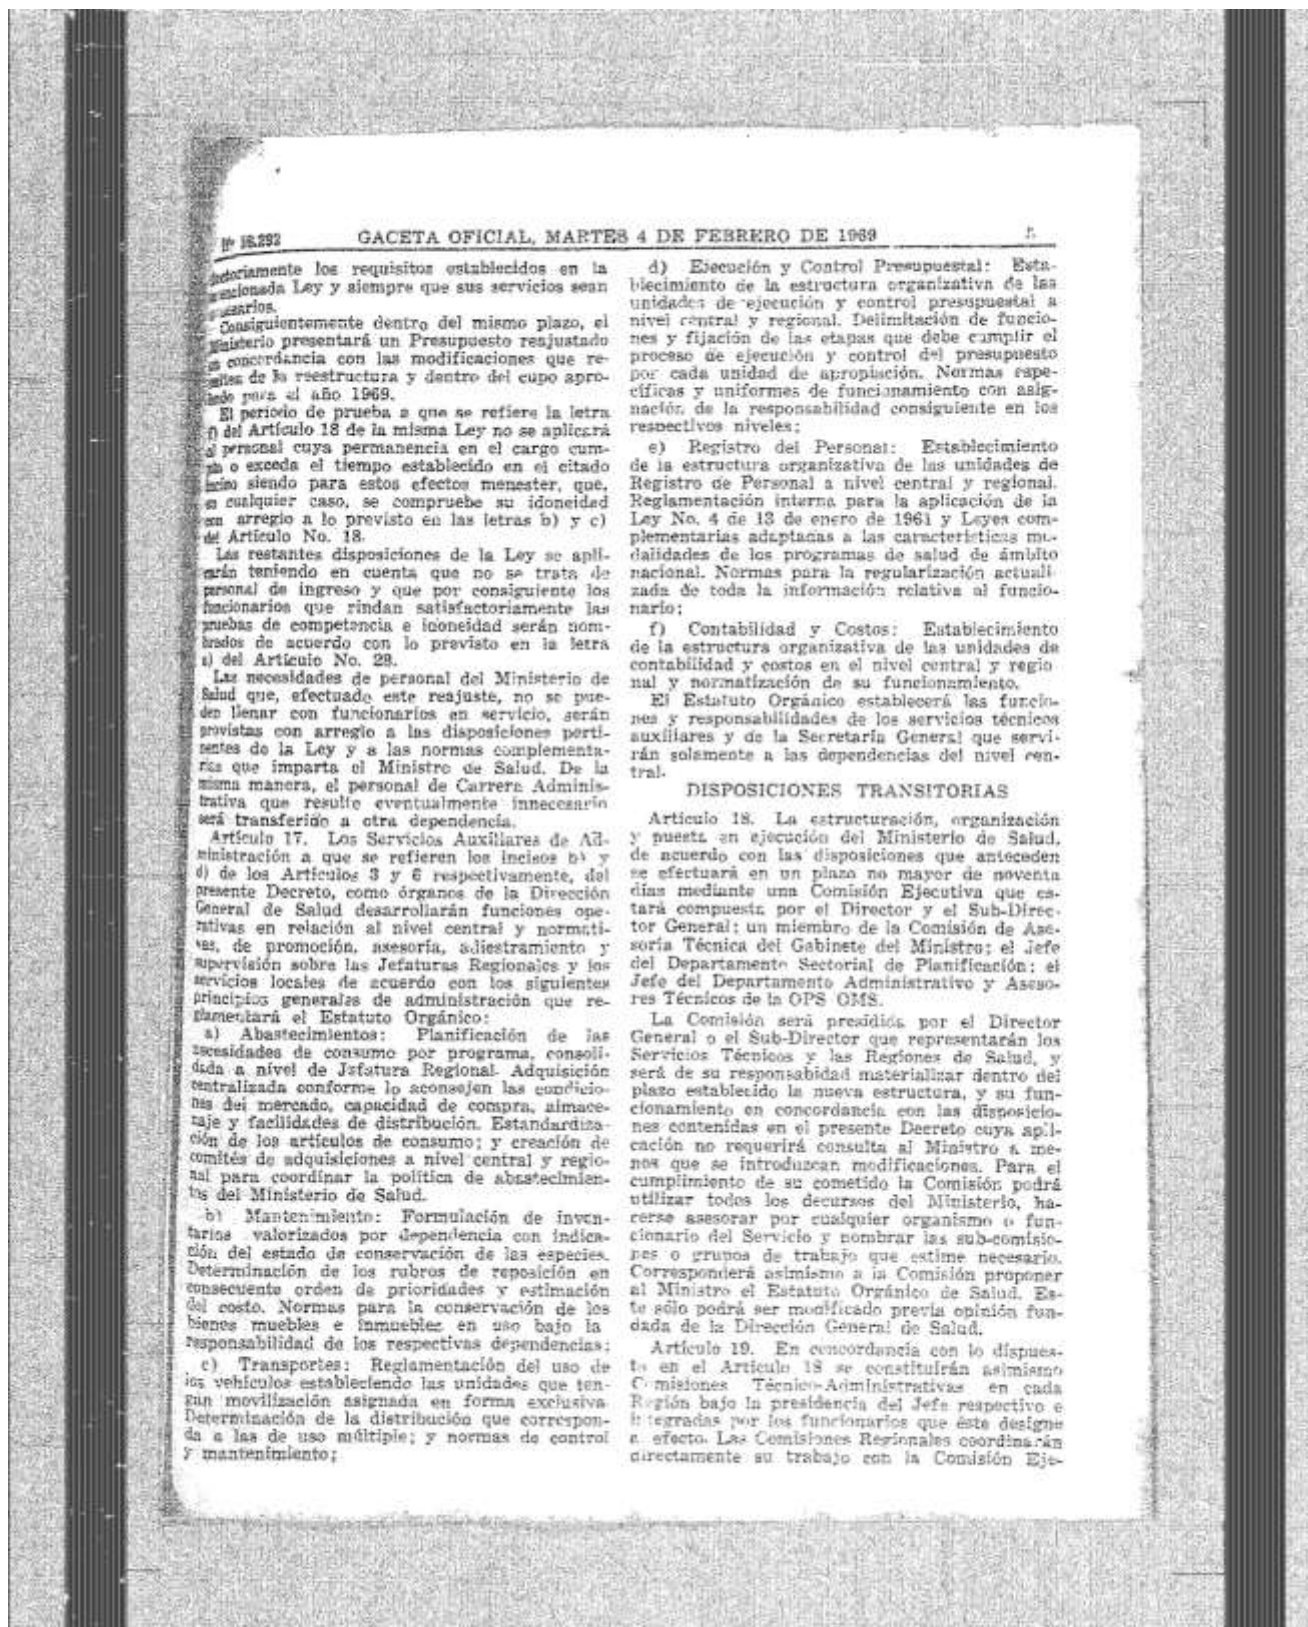 Nº 16.292
GACETA OFICIAL, MARTES 4 DE FEBRERO DE 1969
5
los requisitos establecidos en la
Ley y siempre que sus servicios sean
Consiguientemente dentro del mismo plazo, el
Ministerio presentará un Presupuesto reajustado
en concordancia con las modificaciones que re-
de la reestructura y dentro del cupo apro-
para el año 1969.
El período de prueba a que se refiere la letra
f) del Artículo 18 de la misma Ley no se aplicará
al personal cuya permanencia en el cargo cum-
pla o exceda el tiempo establecido en el citado
inciso siendo para estos efectos menester, que,
en cualquier caso, se compruebe su idoneidad
con arreglo a lo previsto en las letras b) y c)
del Artículo No. 18.
Las restantes disposiciones de la Ley se apli-
carán teniendo en cuenta que no se trata de
personal de ingreso y que por consiguiente los
funcionarios que rindan satisfactoriamente las
pruebas de competencia e idoneidad serán nom-
brados de acuerdo con lo previsto en la letra
a) del Artículo No. 29.
Las necesidades de personal del Ministerio de
Salud que, efectuado este reajuste, no se pue-
den llenar con funcionarios en servicio, serán
provistas con arreglo a las disposiciones perti-
nentes de la Ley y a las normas complementa-
rias que imparta el Ministro de Salud. De la
misma manera, el personal de Carrera Adminis-
trativa que resulte eventualmente innecesario
será transferido a otra dependencia.
Artículo 17. Los Servicios Auxiliares de Ad-
ministración a que se refieren los incisos b) y
d) de los Artículos 3 y 6 respectivamente, del
presente Decreto, como órganos de la Dirección
General de Salud desarrollarán funciones ope-
rativas en relación al nivel central y normati-
vas, de promoción, asesoría, adiestramiento y
supervisión sobre las Jefaturas Regionales y los
servicios locales de acuerdo con los siguientes
principios generales de administración que re-
glamentará el Estatuto Orgánico:
a) Abastecimientos: Planificación de las
necesidades de consumo por programa, consoli-
dada a nivel de Jefatura Regional. Adquisición
centralizada conforme lo aconsejen las condicio-
nes del mercado, capacidad de compra, almace-
naje y facilidades de distribución. Estandardiza-
ción de los artículos de consumo; y creación de
comités de adquisiciones a nivel central y regio-
nal para coordinar la política de abastecimien-
tos del Ministerio de Salud.
b) Mantenimiento: Formulación de inven-
tarios valorizados por dependencia con indica-
ción del estado de conservación de las especies.
Determinación de los rubros de reposición en
consecuente orden de prioridades y estimación
del costo. Normas para la conservación de los
bienes muebles e inmuebles en uso bajo la
responsabilidad de los respectivas dependencias;
c) Transportes: Reglamentación del uso de
los vehículos estableciendo las unidades que ten-
gan movilización asignada en forma exclusiva.
Determinación de la distribución que correspon-
da a las de uso múltiple; y normas de control
y mantenimiento;
d) Ejecución y Control Presupuestal: Esta-
blecimiento de la estructura organizativa de las
unidades de ejecución y control presupuestal a
nivel central y regional. Delimitación de funcio-
nes y fijación de las etapas que debe cumplir el
proceso de ejecución y control del presupuesto
por cada unidad de apropiación. Normas espe-
cíficas y uniformes de funcionamiento con asig-
nación de la responsabilidad consiguiente en los
respectivos niveles;
e) Registro del Personal: Establecimiento
de la estructura organizativa de las unidades de
Registro de Personal a nivel central y regional.
Reglamentación interna para la aplicación de la
Ley No. 4 de 13 de enero de 1961 y Leyes com-
plementarias adaptadas a las características mo-
dalidades de los programas de salud de ámbito
nacional. Normas para la regularización actuali-
zada de toda la información relativa al funcio-
nario;
f) Contabilidad y Costos: Establecimiento
de la estructura organizativa de las unidades de
contabilidad y costos en el nivel central y regio
nal y normatización de su funcionamiento.
El Estatuto Orgánico establecerá las funcio-
nes y responsabilidades de los servicios técnicos
auxiliares y de la Secretaría General que servi-
rán solamente a las dependencias del nivel cen-
tral.
DISPOSICIONES TRANSITORIAS
Artículo 18. La estructuración, organización
y puesta en ejecución del Ministerio de Salud,
de acuerdo con las disposiciones que anteceden
se efectuará en un plazo no mayor de noventa
días mediante una Comisión Ejecutiva que es-
tará compuesta por el Director y el Sub-Direc-
tor General; un miembro de la Comisión de Ase-
soría Técnica del Gabinete del Ministro; el Jefe
del Departamento Sectorial de Planificación; el
Jefe del Departamento Administrativo y Aseso-
res Técnicos de la OPS OMS.
La Comisión será presidida por el Director
General o el Sub-Director que representarán los
Servicios Técnicos y las Regiones de Salud, y
será de su responsabidad materializar dentro del
plazo establecido la nueva estructura, y su fun-
cionamiento en concordancia con las disposicio-
nes contenidas en el presente Decreto cuya apli-
cación no requerirá consulta al Ministro a me-
nos que se introduzcan modificaciones. Para el
cumplimiento de su cometido la Comisión podrá
utilizar todos los decursos del Ministerio, ha-
cerse asesorar por cualquier organismo o fun-
cionario del Servicio y nombrar las sub-comisio-
nes o grupos de trabajo que estime necesario.
Corresponderá asimismo a la Comisión proponer
al Ministro el Estatuto Orgánico de Salud. Es-
te sólo podrá ser modificado previa opinión fun-
dada de la Dirección General de Salud.
Artículo 19. En concordancia con lo dispues-
to en el Artículo 18 se constituirán asimismo
Comisiones Técnico-Administrativas en cada
Región bajo la presidencia del Jefe respectivo e
integradas por los funcionarios que éste designe
a efecto. Las Comisiones Regionales coordinarán
directamente su trabajo con la Comisión Eje-